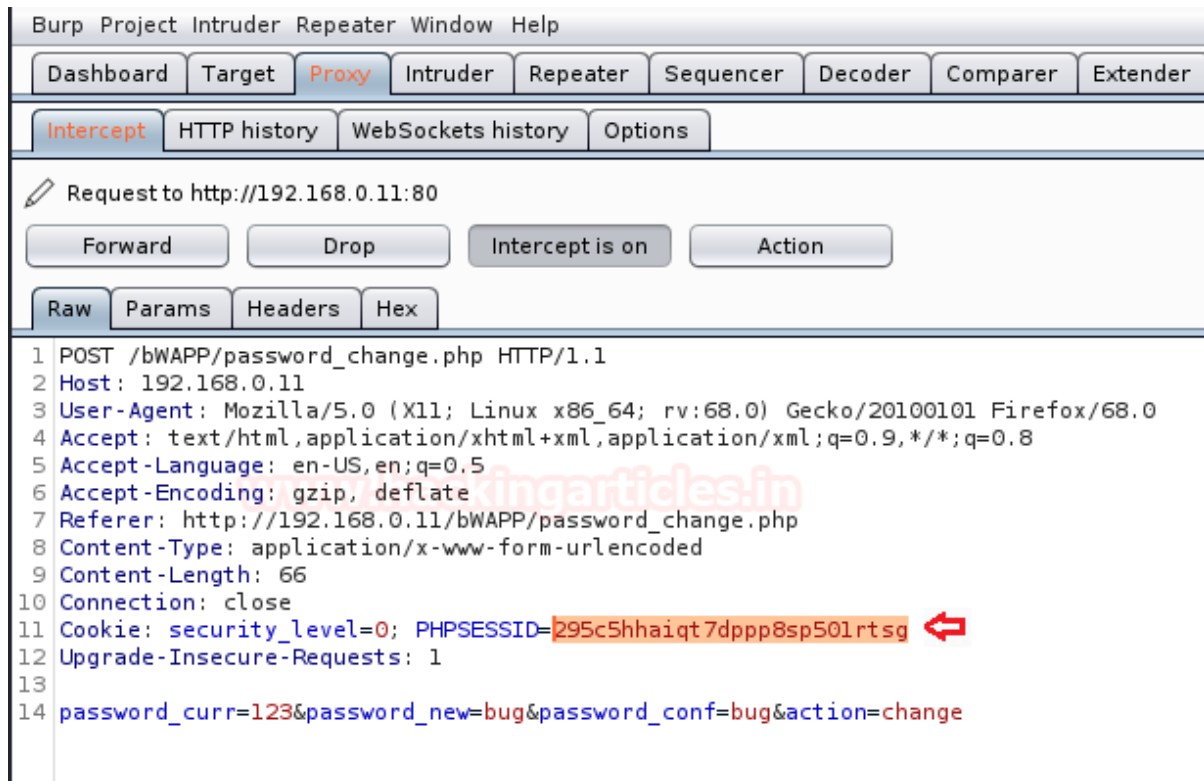 Burp Project Intruder Repeater Window Help
Dashboard Target Proxy Intruder Repeater Sequencer Decoder Comparer Extender
Intercept HTTP history WebSockets history Options
Request to http://192.168.0.11:80
Forward Drop Intercept is on Action
Raw Params Headers Hex
1 POST /bWAPP/password_change.php HTTP/1.1
2 Host: 192.168.0.11
3 User-Agent: Mozilla/5.0 (X11; Linux x86_64; rv:68.0) Gecko/20100101 Firefox/68.0
4 Accept: text/html,application/xhtml+xml,application/xml;q=0.9,*/*;q=0.8
5 Accept-Language: en-US,en;q=0.5
6 Accept-Encoding: gzip, deflate
www.hackingarticles.in
7 Referer: http://192.168.0.11/bWAPP/password_change.php
8 Content-Type: application/x-www-form-urlencoded
9 Content-Length: 66
10 Connection: close
11 Cookie: security_level=0; PHPSESSID=295c5hhaiqt7dppp8sp501rtsg
12 Upgrade-Insecure-Requests: 1
13
14 password_curr=123&password_new=bug&password_conf=bug&action=change